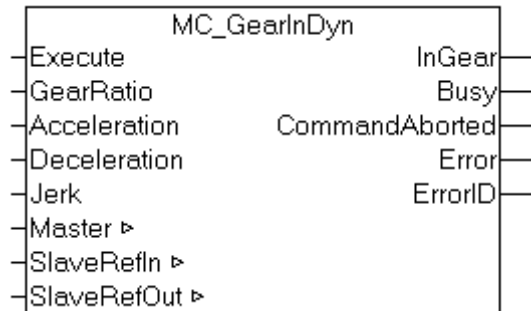 MC_GearInDyn
Execute InGear
GearRatio Busy
Acceleration CommandAborted
Deceleration Error
Jerk ErrorID
Master ▹
SlaveRefIn ▹
SlaveRefOut ▹